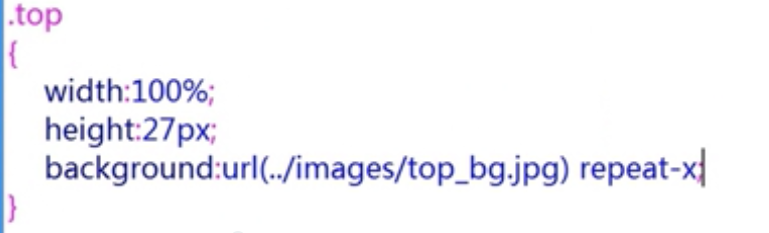 .top
{
width:100%;
height:27px;
background:url(../images/top_bg.jpg) repeat-x;
}